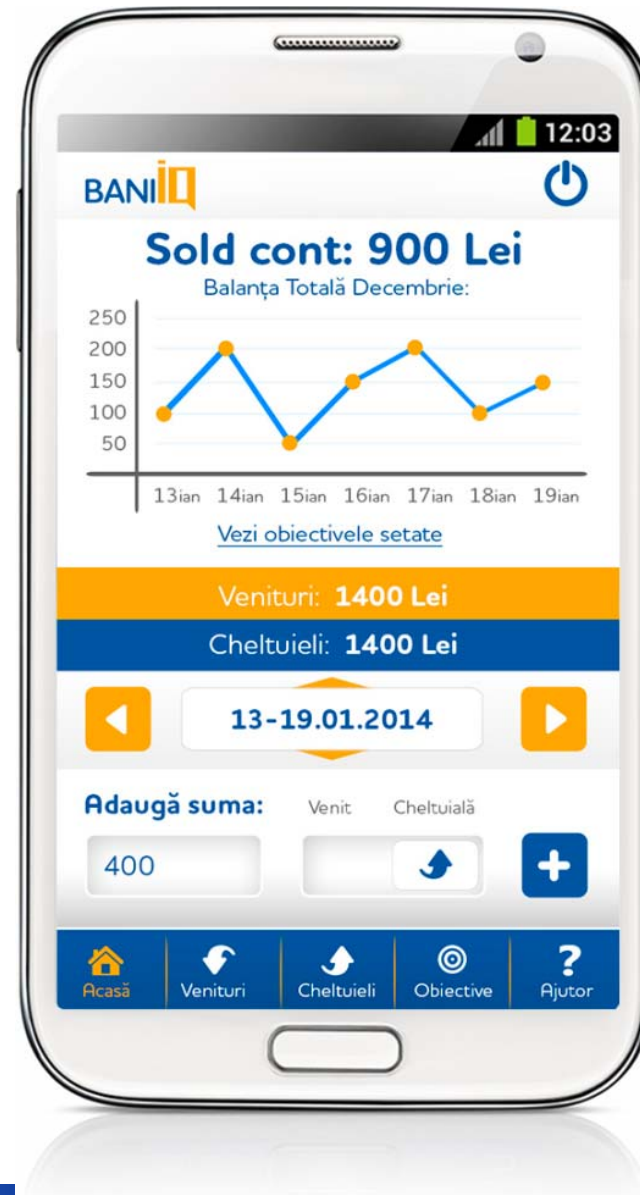 12:03
BANI iQ
Sold cont: 900 Lei
Balanța Totală Decembrie:
250
200
150
100
50
13ian 14ian 15ian 16ian 17ian 18ian 19ian
Vezi obiectivele setate
Venituri: 1400 Lei
Cheltuieli: 1400 Lei
13-19.01.2014
Adaugă suma: Venit Cheltuială
400
Acasă Venituri Cheltuieli Obiective ? Ajutor